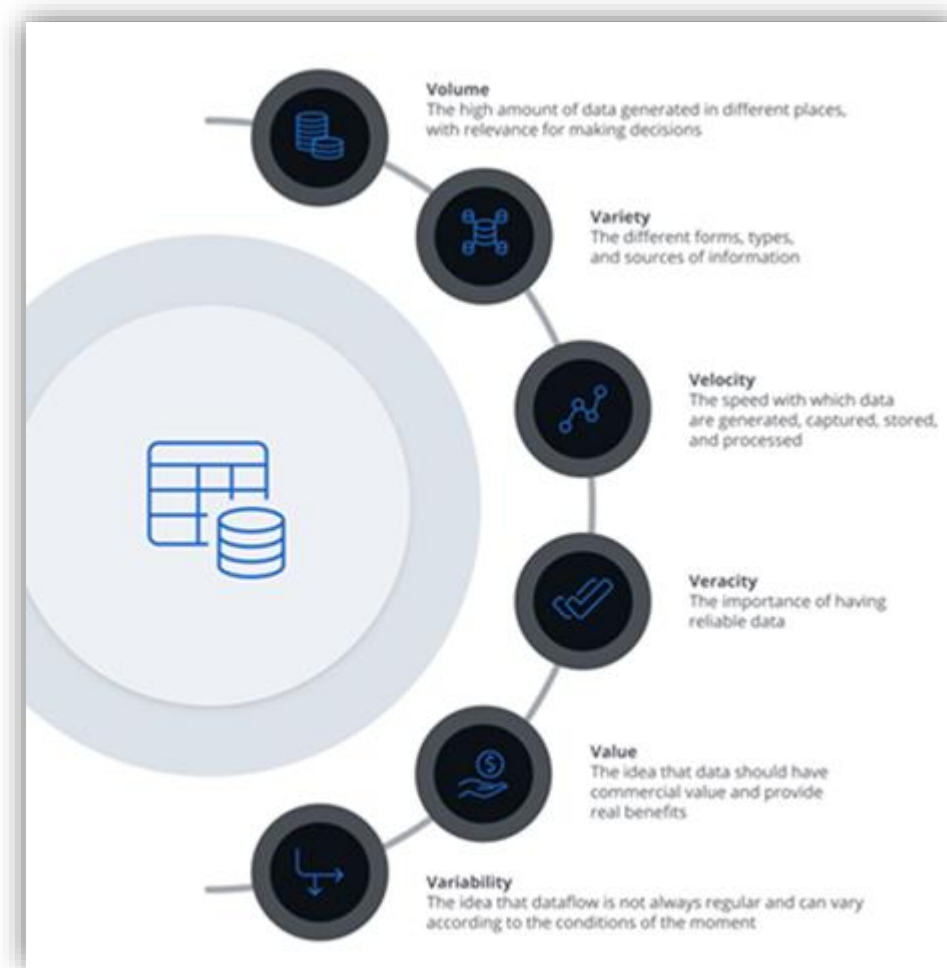 Volume
The high amount of data generated in different places,
with relevance for making decisions
Variety
The different forms, types,
and sources of information
Velocity
The speed with which data
are generated, captured, stored,
and processed
Veracity
The importance of having
reliable data
$
Value
The idea that data should have
commercial value and provide
real benefits
Variability
The idea that dataflow is not always regular and can vary
according to the conditions of the moment